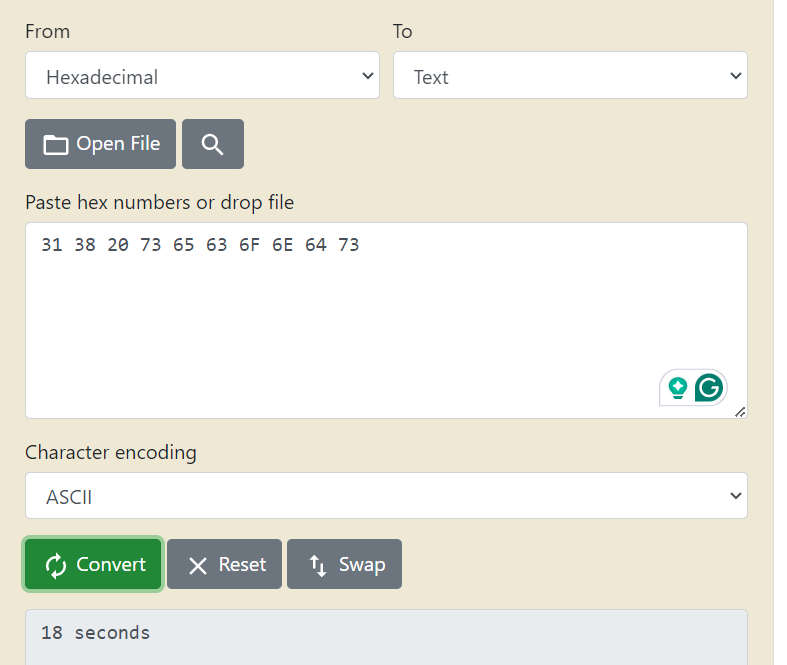 From To
Hexadecimal Text
Open File
Paste hex numbers or drop file
31 38 20 73 65 63 6F 6E 64 73
Character encoding
ASCII
Convert Reset Swap
18 seconds